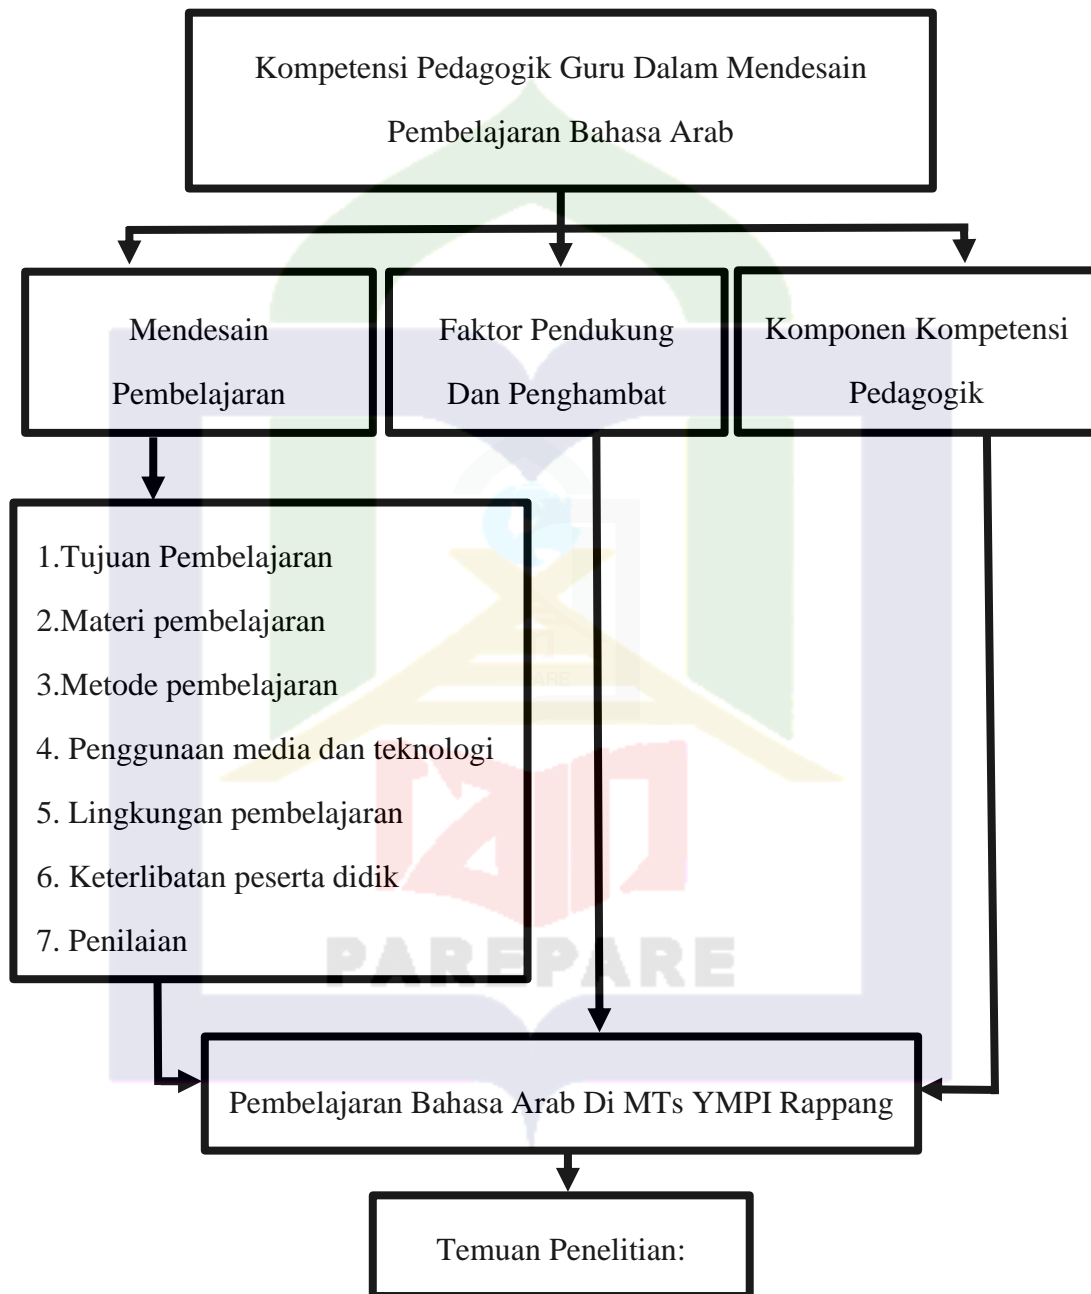 Kompetensi Pedagogik Guru Dalam Mendesain
Pembelajaran Bahasa Arab
Mendesain
Pembelajaran
Faktor Pendukung
Dan Penghambat
Komponen Kompetensi
Pedagogik
1.Tujuan Pembelajaran
2.Materi pembelajaran
3.Metode pembelajaran
4. Penggunaan media dan teknologi
5. Lingkungan pembelajaran
6. Keterlibatan peserta didik
7. Penilaian
PAREPARE
Pembelajaran Bahasa Arab Di MTs YMPI Rappang
Temuan Penelitian: